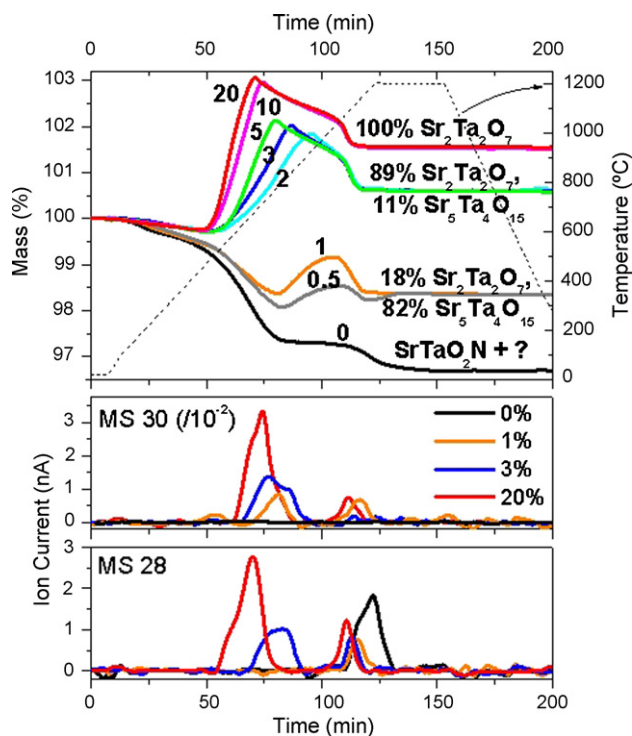 Time (min)
0 50 100 150 200
103
102
101
100
99
98
97
Mass (%)
1200
1000
800
600
400
200
0
Temperature (ºC)
20
10
5
3
2
100% Sr2Ta2O7
89% Sr2Ta2O7,
11% Sr5Ta4O15
1
0.5
18% Sr2Ta2O7,
82% Sr5Ta4O15
0
SrTaO2N + ?
MS 30 (/10-2)
3
2
1
0
0%
1%
3%
20%
Ion Current (nA)
MS 28
3
2
1
0
0 50 100 150 200
Time (min)